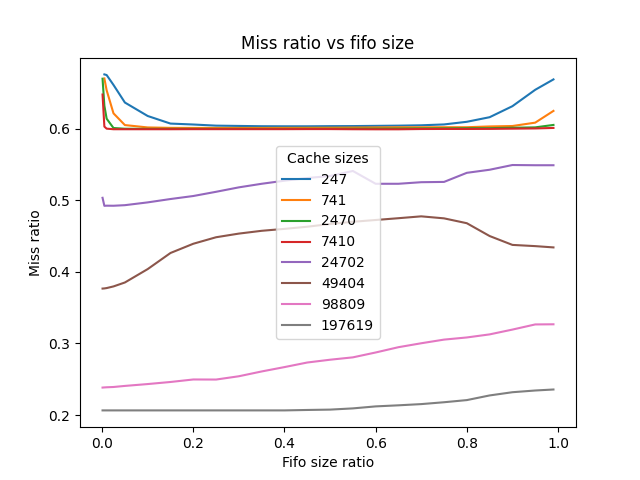 Miss ratio vs fifo size
Miss ratio
0.6
0.5
0.4
0.3
0.2
Cache sizes
247
741
2470
7410
24702
49404
98809
197619
0.0 0.2 0.4 0.6 0.8 1.0
Fifo size ratio